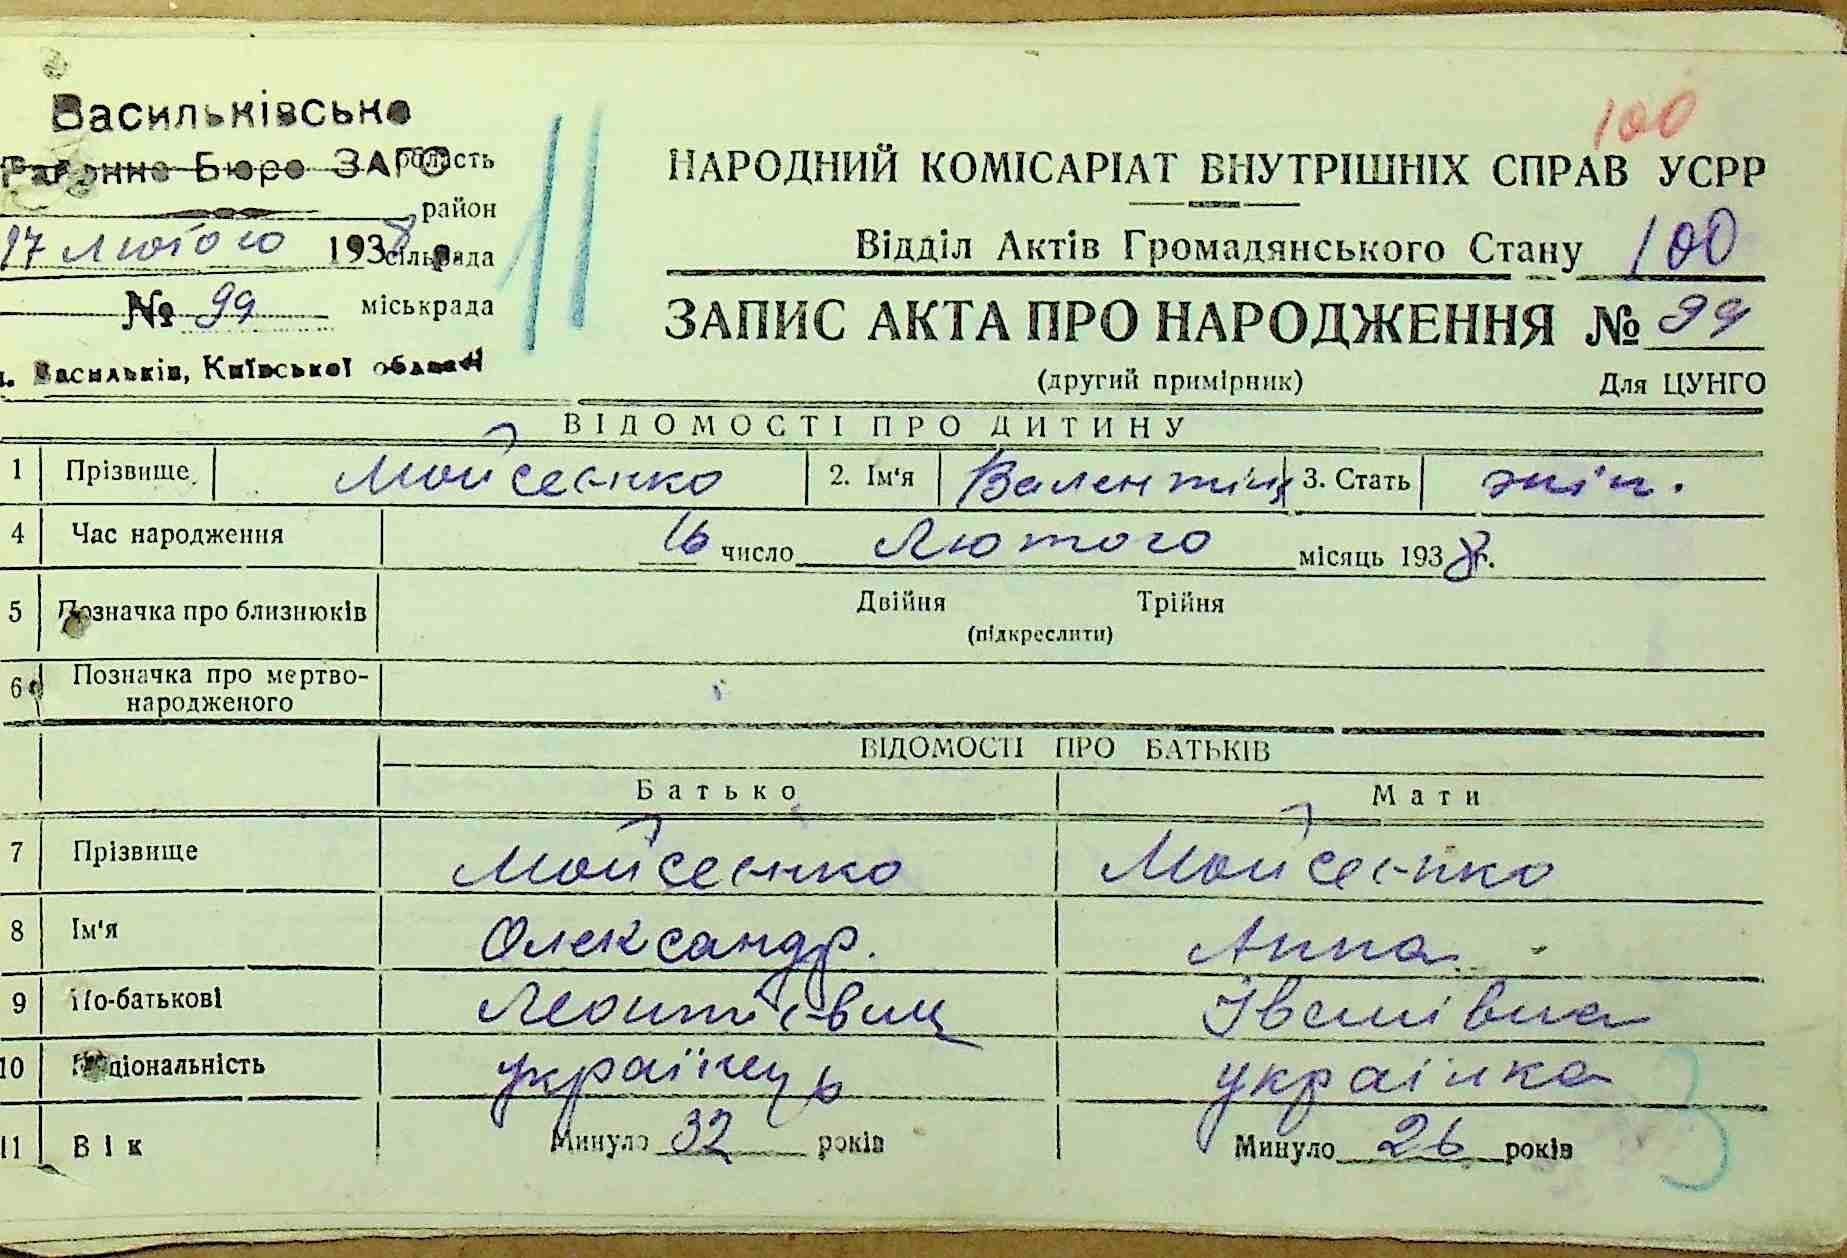 Васильківське
Районне Бюро ЗАГС область
район
17 лютого 1938 сільрада
№ 99 міськрада
м. Васильків, Київської області
11
100
НАРОДНИЙ КОМІСАРІАТ ВНУТРІШНІХ СПРАВ УСРР
Відділ Актів Громадянського Стану 100
ЗАПИС АКТА ПРО НАРОДЖЕННЯ № 99
(другий примірник) Для ЦУНГО
ВІДОМОСТІ ПРО ДИТИНУ
1 Прізвище Мойсеєнко 2. Ім'я Валентина 3. Стать жін.
4 Час народження 16 число Лютого місяць 1938 р.
5 Позначка про близнюків Двійня Трійня
(підкреслити)
6 Позначка про мертво-
народженого
ВІДОМОСТІ ПРО БАТЬКІВ
Батько Мати
7 Прізвище Мойсеєнко Мойсеєнко
8 Ім'я Олександр. Анна
9 По-батькові Леонтієвич Іванівна
10 Національність українець українка
11 Вік Минуло 32 років Минуло 26 років
3